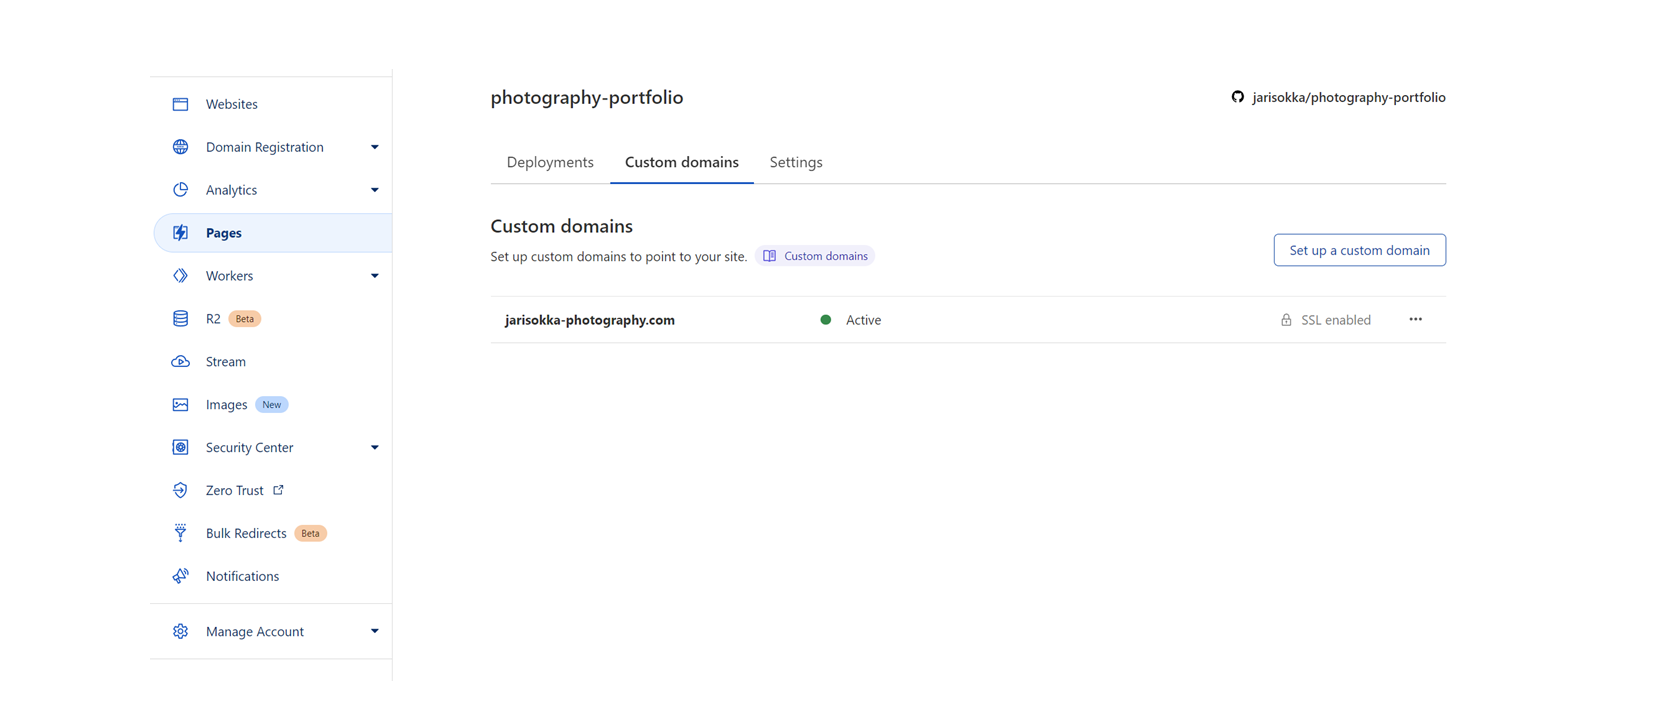 Websites
Domain Registration
Analytics
Pages
Workers
R2 Beta
Stream
Images New
Security Center
Zero Trust
Bulk Redirects Beta
Notifications
Manage Account
photography-portfolio
jarisokka/photography-portfolio
Deployments Custom domains Settings
Custom domains
Set up custom domains to point to your site. Custom domains
Set up a custom domain
jarisokka-photography.com Active SSL enabled